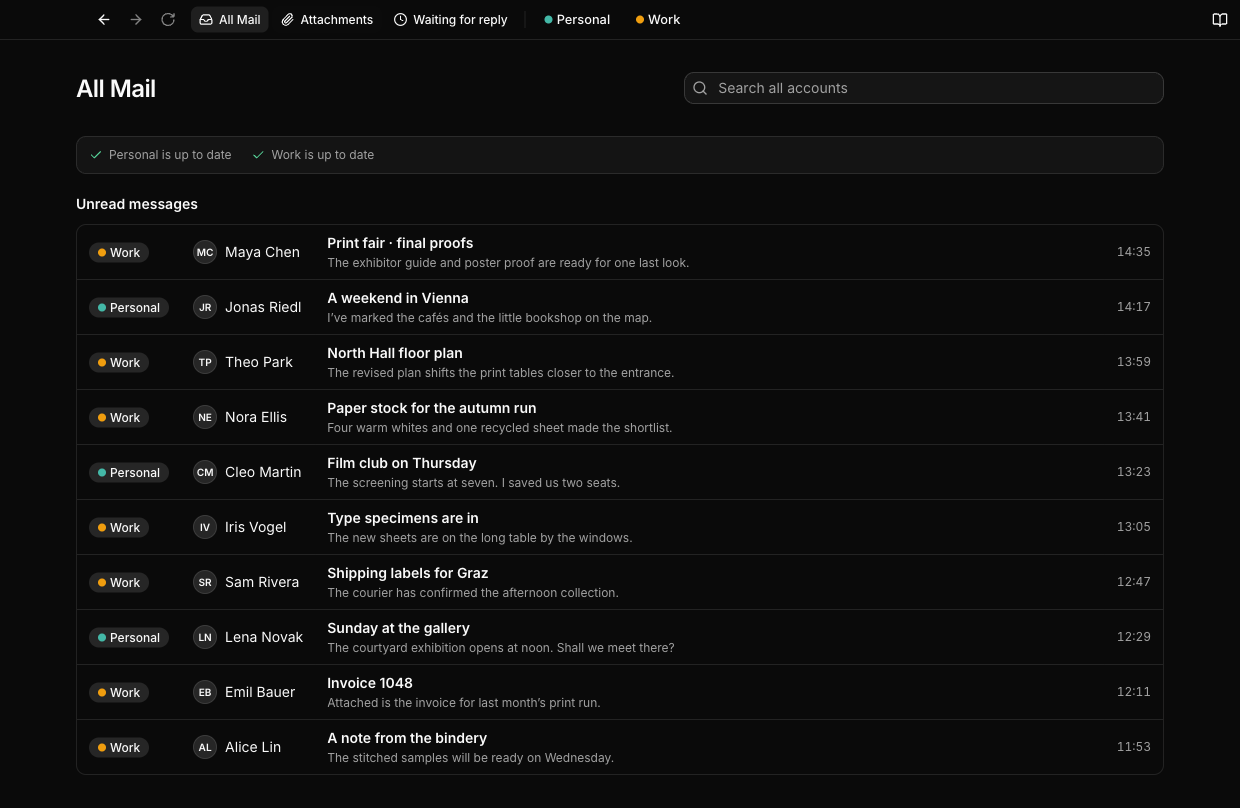 All Mail Attachments Waiting for reply Personal Work
All Mail
Search all accounts
Personal is up to date Work is up to date
Unread messages
Work MC Maya Chen Print fair · final proofs 14:35
The exhibitor guide and poster proof are ready for one last look.
Personal JR Jonas Riedl A weekend in Vienna 14:17
I’ve marked the cafés and the little bookshop on the map.
Work TP Theo Park North Hall floor plan 13:59
The revised plan shifts the print tables closer to the entrance.
Work NE Nora Ellis Paper stock for the autumn run 13:41
Four warm whites and one recycled sheet made the shortlist.
Personal CM Cleo Martin Film club on Thursday 13:23
The screening starts at seven. I saved us two seats.
Work IV Iris Vogel Type specimens are in 13:05
The new sheets are on the long table by the windows.
Work SR Sam Rivera Shipping labels for Graz 12:47
The courier has confirmed the afternoon collection.
Personal LN Lena Novak Sunday at the gallery 12:29
The courtyard exhibition opens at noon. Shall we meet there?
Work EB Emil Bauer Invoice 1048 12:11
Attached is the invoice for last month’s print run.
Work AL Alice Lin A note from the bindery 11:53
The stitched samples will be ready on Wednesday.